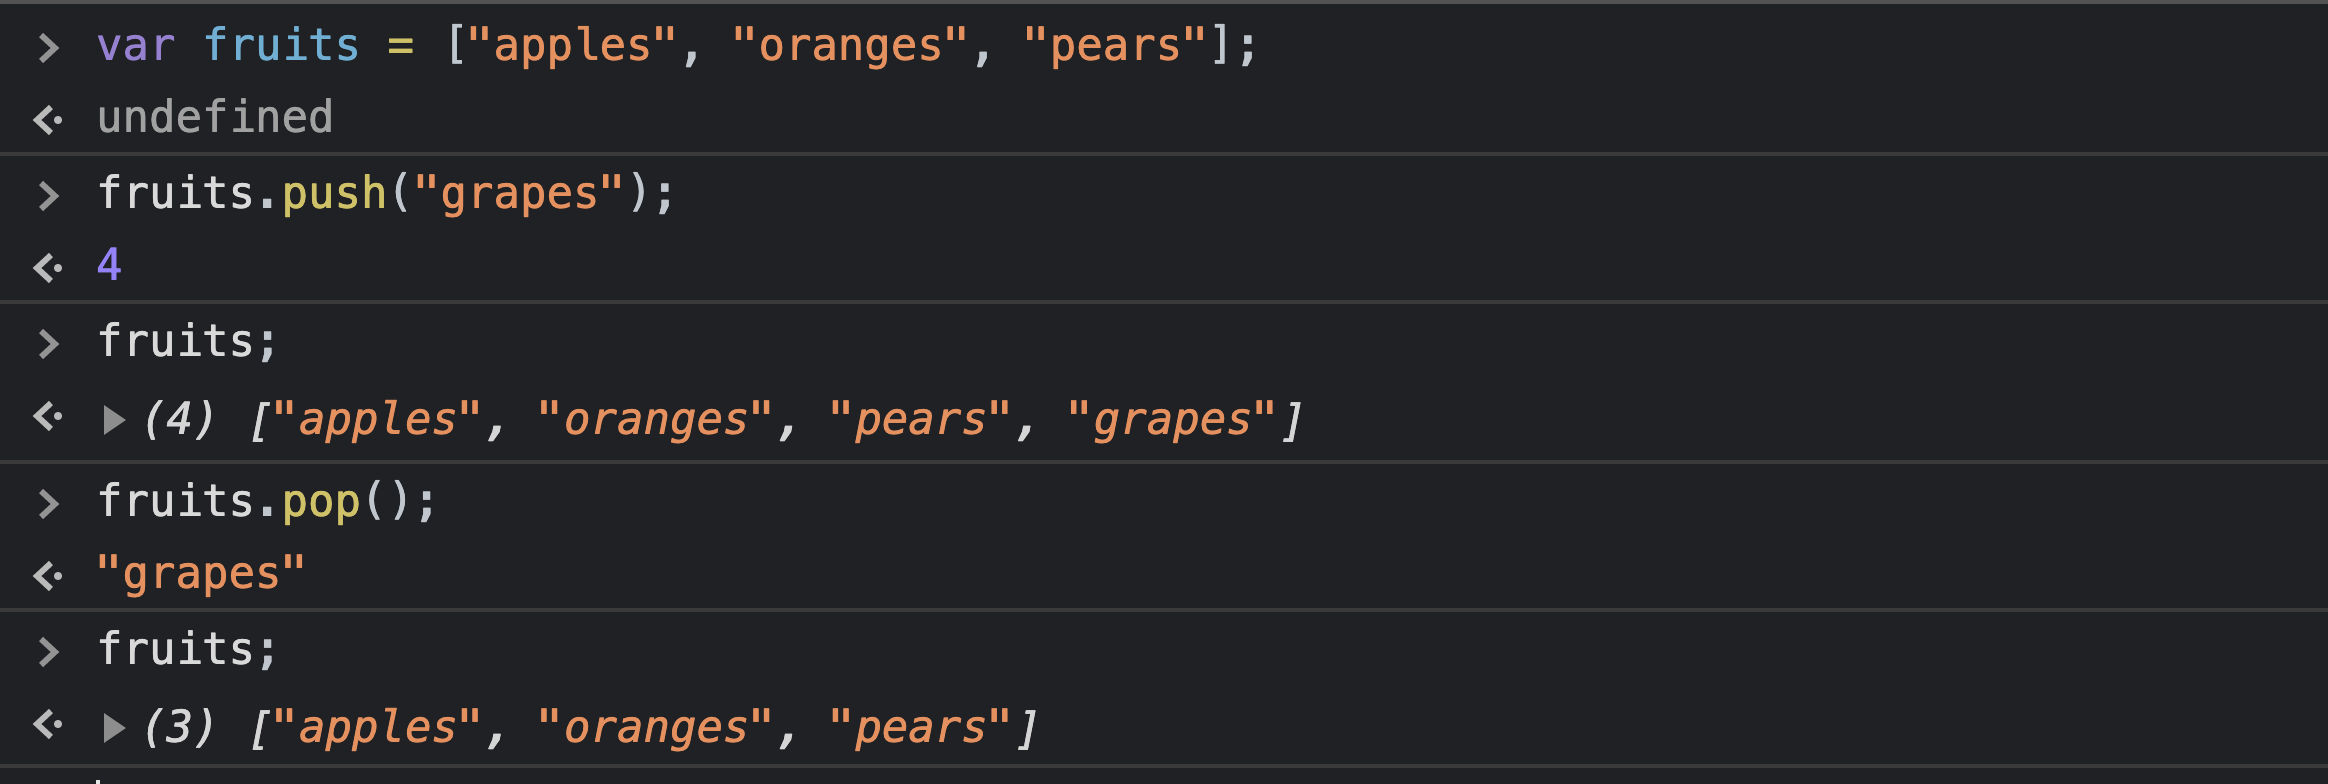 > var fruits = ["apples", "oranges", "pears"];
undefined
> fruits.push("grapes");
4
> fruits;
(4) ["apples", "oranges", "pears", "grapes"]
> fruits.pop();
"grapes"
> fruits;
(3) ["apples", "oranges", "pears"]